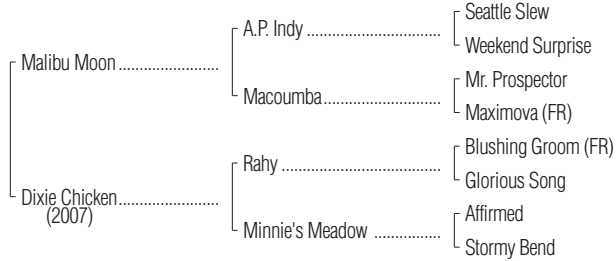 Seattle Slew
A.P. Indy ............................
Weekend Surprise
Malibu Moon ........................
Mr. Prospector
Macoumba ............................
Maximova (FR)
Blushing Groom (FR)
Rahy ................................
Glorious Song
Dixie Chicken ........................
(2007)
Affirmed
Minnie's Meadow ................
Stormy Bend